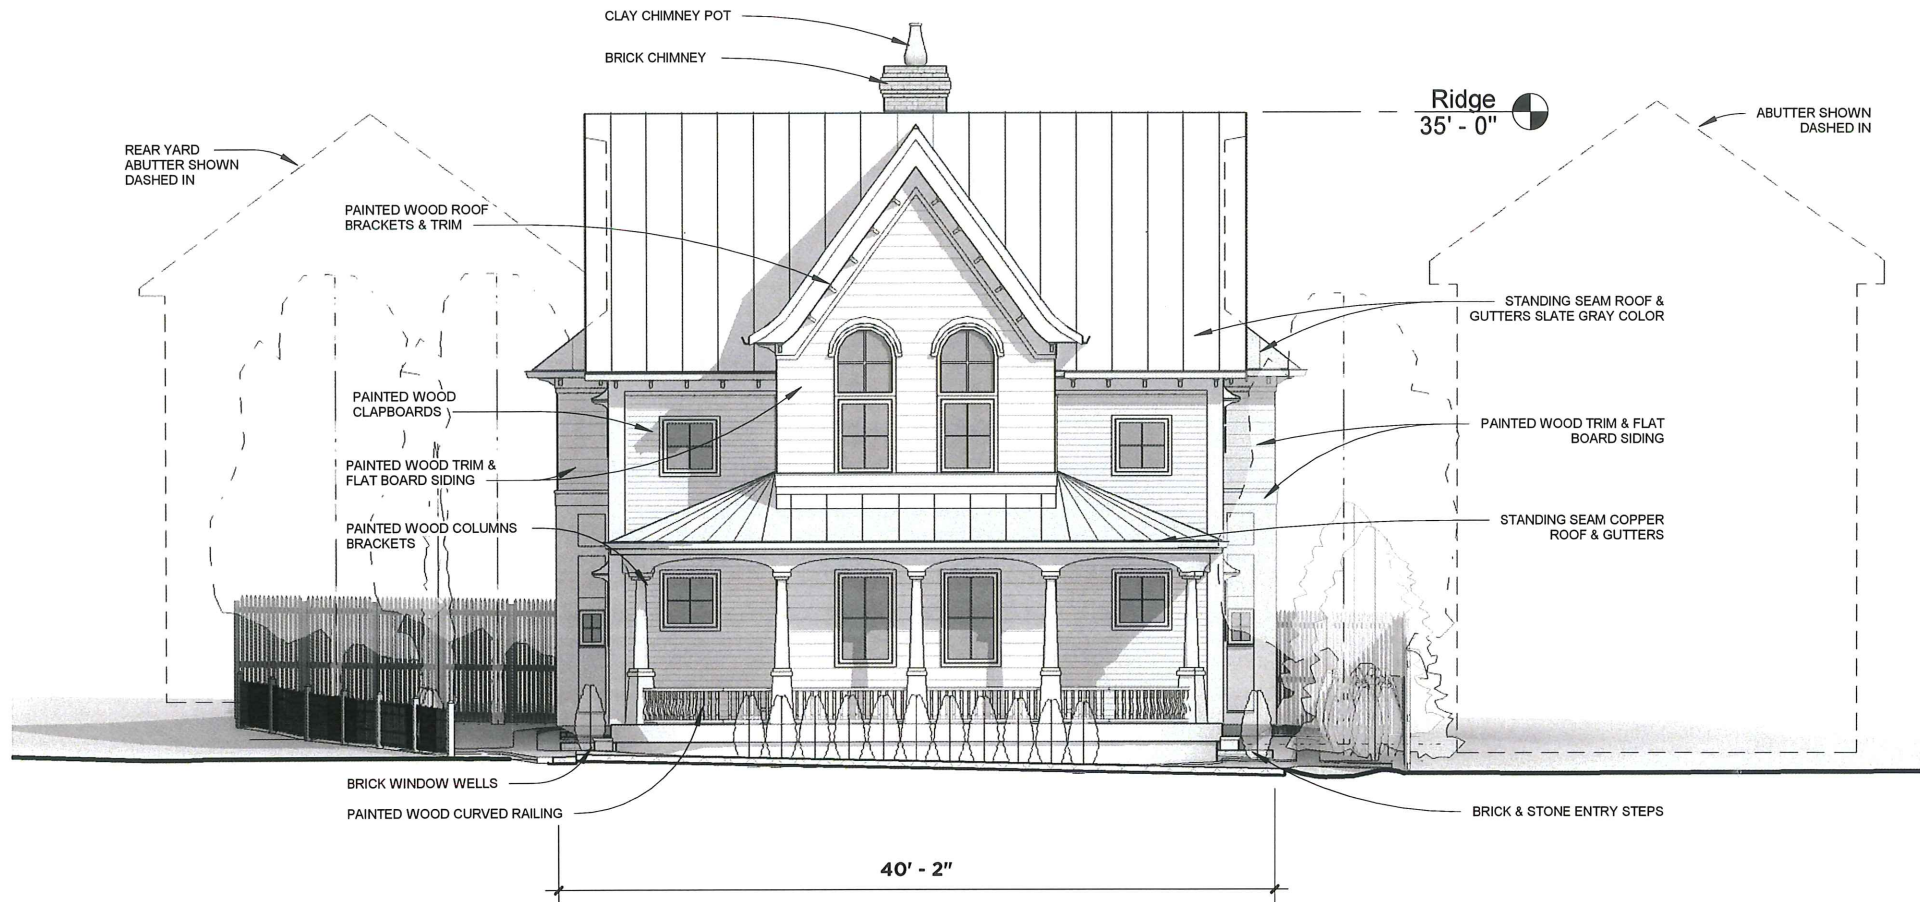 CLAY CHIMNEY POT
BRICK CHIMNEY
Ridge
35' - 0"
ABUTTER SHOWN
DASHED IN
REAR YARD
ABUTTER SHOWN
DASHED IN
PAINTED WOOD ROOF
BRACKETS & TRIM
STANDING SEAM ROOF &
GUTTERS SLATE GRAY COLOR
PAINTED WOOD
CLAPBOARDS
PAINTED WOOD TRIM & FLAT
BOARD SIDING
PAINTED WOOD TRIM &
FLAT BOARD SIDING
PAINTED WOOD COLUMNS
BRACKETS
STANDING SEAM COPPER
ROOF & GUTTERS
BRICK WINDOW WELLS
PAINTED WOOD CURVED RAILING
BRICK & STONE ENTRY STEPS
40' - 2"